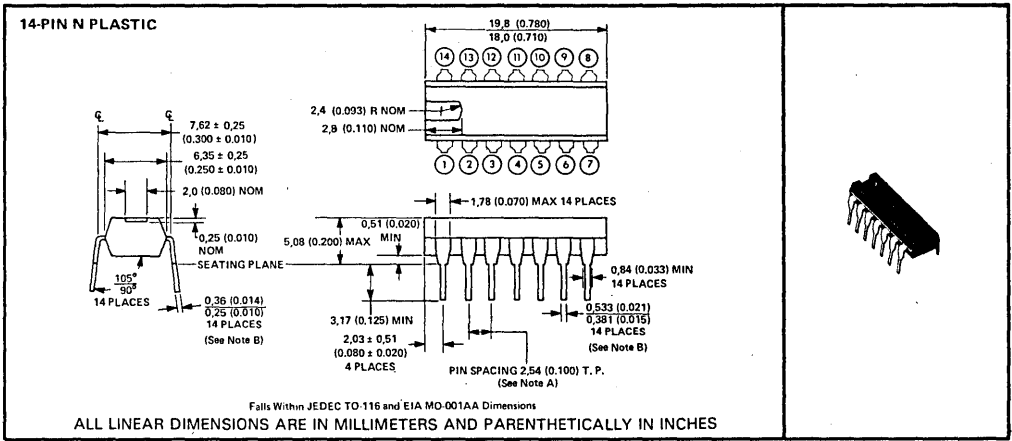 14-PIN N PLASTIC
19,8 (0.780)
18,0 (0.710)
14 13 12 11 10 9 8
2,4 (0.093) R NOM
2,8 (0.110) NOM
1 2 3 4 5 6 7
℄ ℄
7,62 ± 0,25
(0.300 ± 0.010)
6,35 ± 0,25
(0.250 ± 0.010)
2,0 (0.080) NOM
0,25 (0.010)
NOM
SEATING PLANE
105°
90°
14 PLACES
0,36 (0.014)
0,25 (0.010)
14 PLACES
(See Note B)
1,78 (0.070) MAX 14 PLACES
0,51 (0.020)
MIN
5,08 (0.200) MAX
3,17 (0.125) MIN
2,03 ± 0,51
(0.080 ± 0.020)
4 PLACES
0,84 (0.033) MIN
14 PLACES
0,533 (0.021)
0,381 (0.015)
14 PLACES
(See Note B)
PIN SPACING 2,54 (0.100) T. P.
(See Note A)
Falls Within JEDEC TO-116 and EIA MO-001AA Dimensions
ALL LINEAR DIMENSIONS ARE IN MILLIMETERS AND PARENTHETICALLY IN INCHES